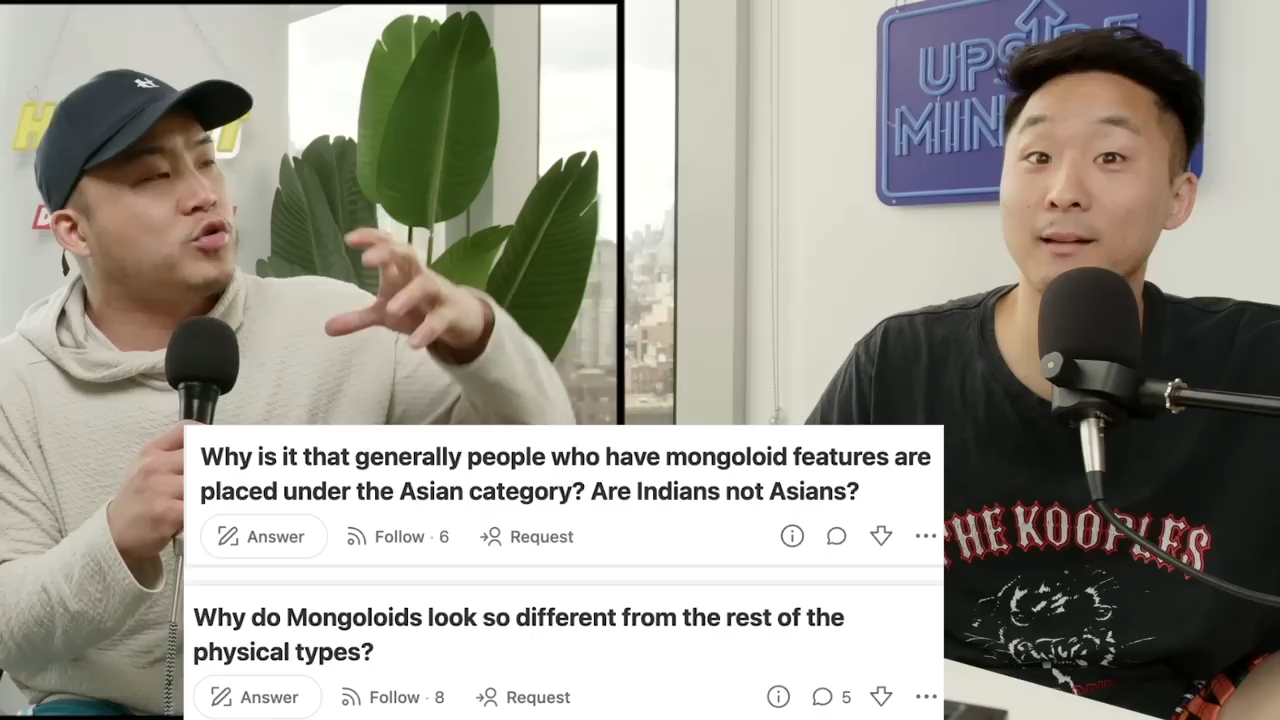 UPS
MIN
Why is it that generally people who have mongoloid features are
placed under the Asian category? Are Indians not Asians?
Answer Follow · 6 Request
THE KOOPLES
Why do Mongoloids look so different from the rest of the
physical types?
Answer Follow · 8 Request 5